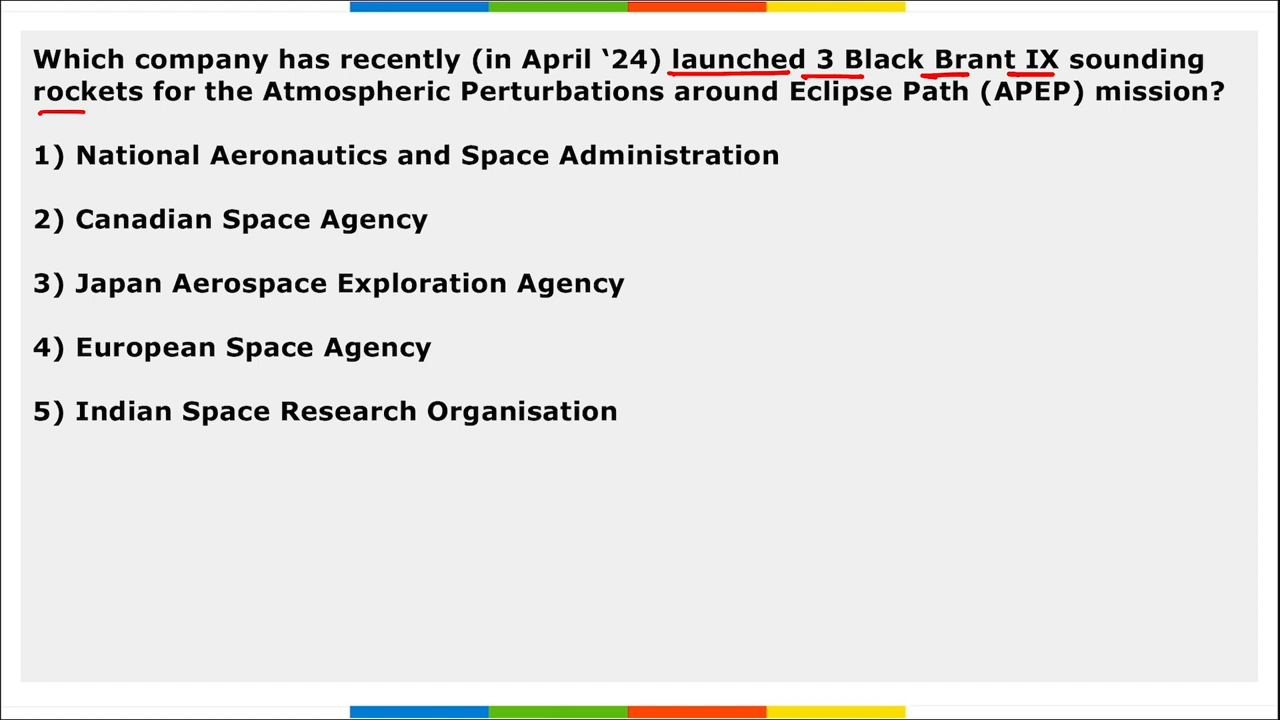 Which company has recently (in April ‘24) launched 3 Black Brant IX sounding
rockets for the Atmospheric Perturbations around Eclipse Path (APEP) mission?
1) National Aeronautics and Space Administration
2) Canadian Space Agency
3) Japan Aerospace Exploration Agency
4) European Space Agency
5) Indian Space Research Organisation